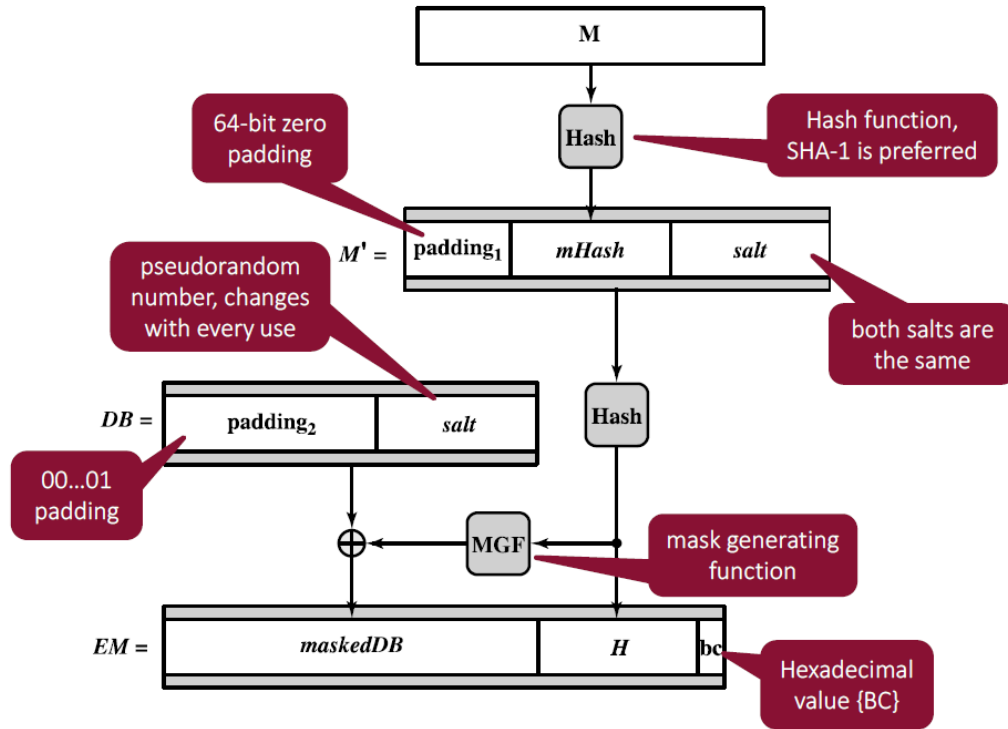 M
64-bit zero
padding
Hash
Hash function,
SHA-1 is preferred
M' = padding₁ mHash salt
pseudorandom
number, changes
with every use
both salts are
the same
DB = padding₂ salt
Hash
00...01
padding
MGF
mask generating
function
EM = maskedDB H bc
Hexadecimal
value {BC}